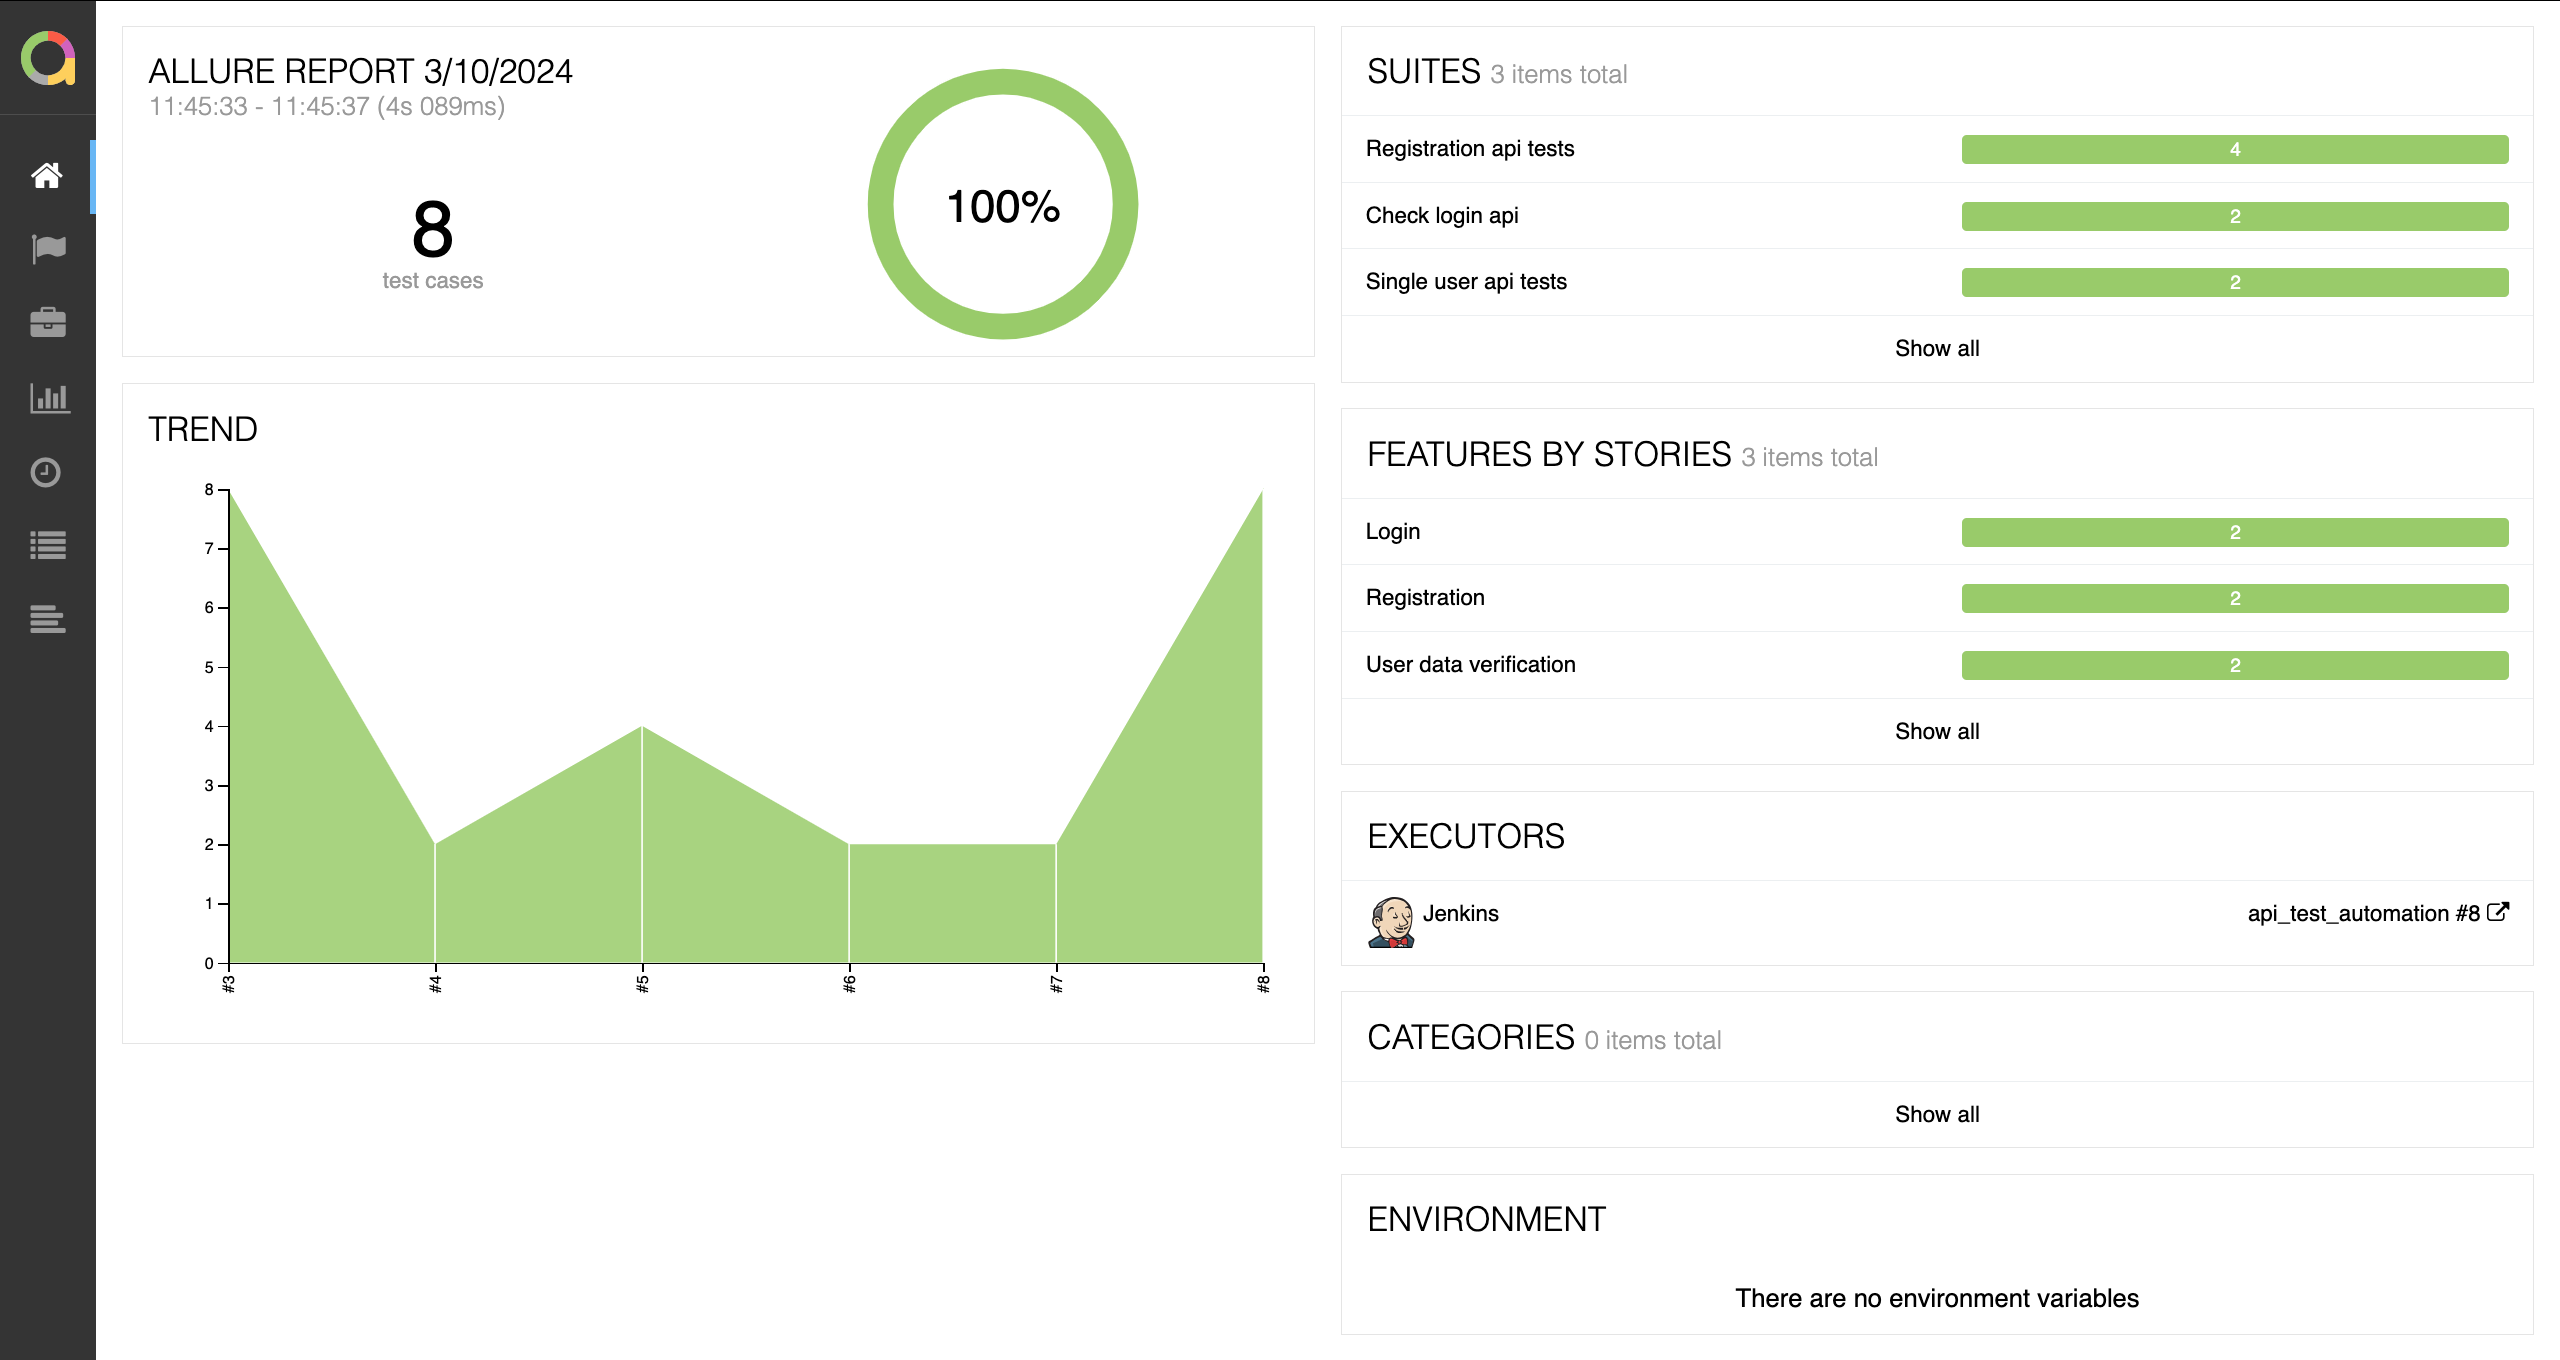 ALLURE REPORT 3/10/2024
11:45:33 - 11:45:37 (4s 089ms)
8
test cases
100%
TREND
8
7
6
5
4
3
2
1
0
#3 #4 #5 #6 #7 #8
SUITES 3 items total
Registration api tests 4
Check login api 2
Single user api tests 2
Show all
FEATURES BY STORIES 3 items total
Login 2
Registration 2
User data verification 2
Show all
EXECUTORS
Jenkins api_test_automation #8
CATEGORIES 0 items total
Show all
ENVIRONMENT
There are no environment variables